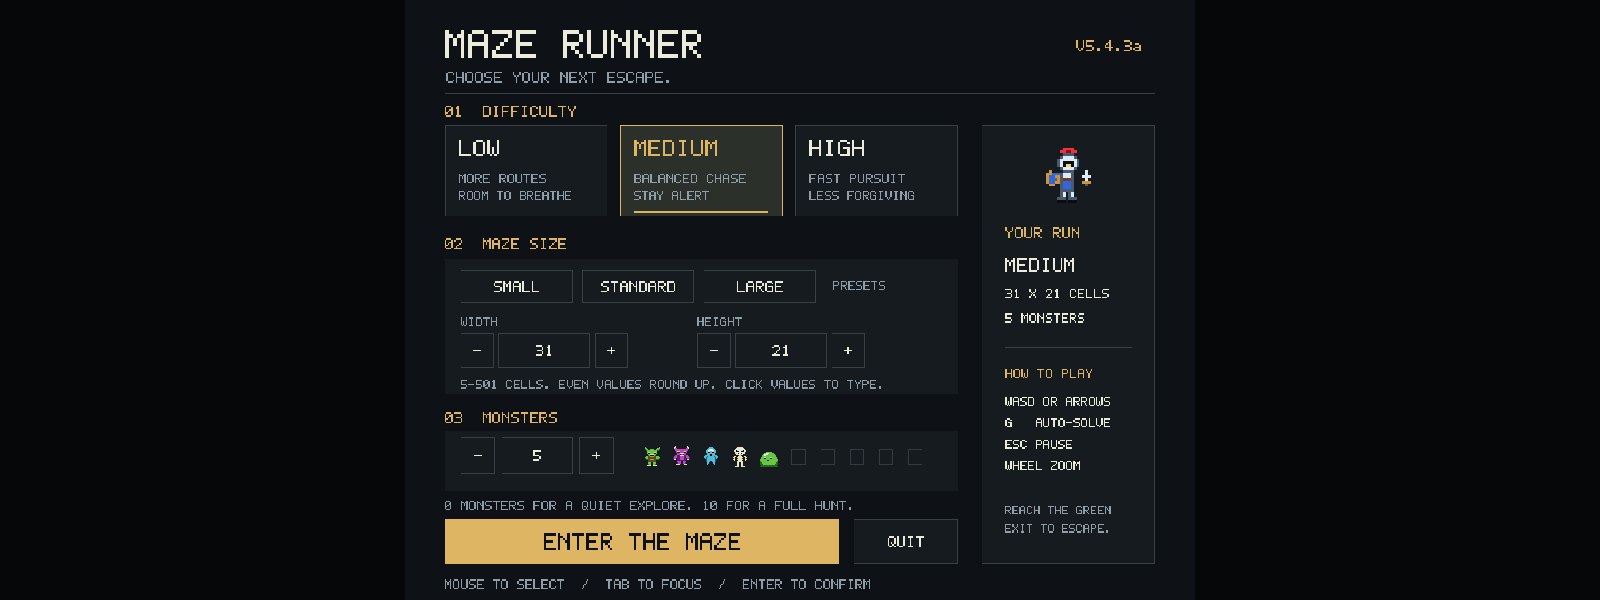 MAZE RUNNER
V5.4.3a
CHOOSE YOUR NEXT ESCAPE.
01 DIFFICULTY
LOW
MORE ROUTES
ROOM TO BREATHE
MEDIUM
BALANCED CHASE
STAY ALERT
HIGH
FAST PURSUIT
LESS FORGIVING
02 MAZE SIZE
SMALL
STANDARD
LARGE
PRESETS
WIDTH
- 31 +
HEIGHT
- 21 +
5-501 CELLS. EVEN VALUES ROUND UP. CLICK VALUES TO TYPE.
03 MONSTERS
- 5 +
0 MONSTERS FOR A QUIET EXPLORE. 10 FOR A FULL HUNT.
ENTER THE MAZE
QUIT
MOUSE TO SELECT / TAB TO FOCUS / ENTER TO CONFIRM
YOUR RUN
MEDIUM
31 X 21 CELLS
5 MONSTERS
HOW TO PLAY
WASD OR ARROWS
G AUTO-SOLVE
ESC PAUSE
WHEEL ZOOM
REACH THE GREEN
EXIT TO ESCAPE.